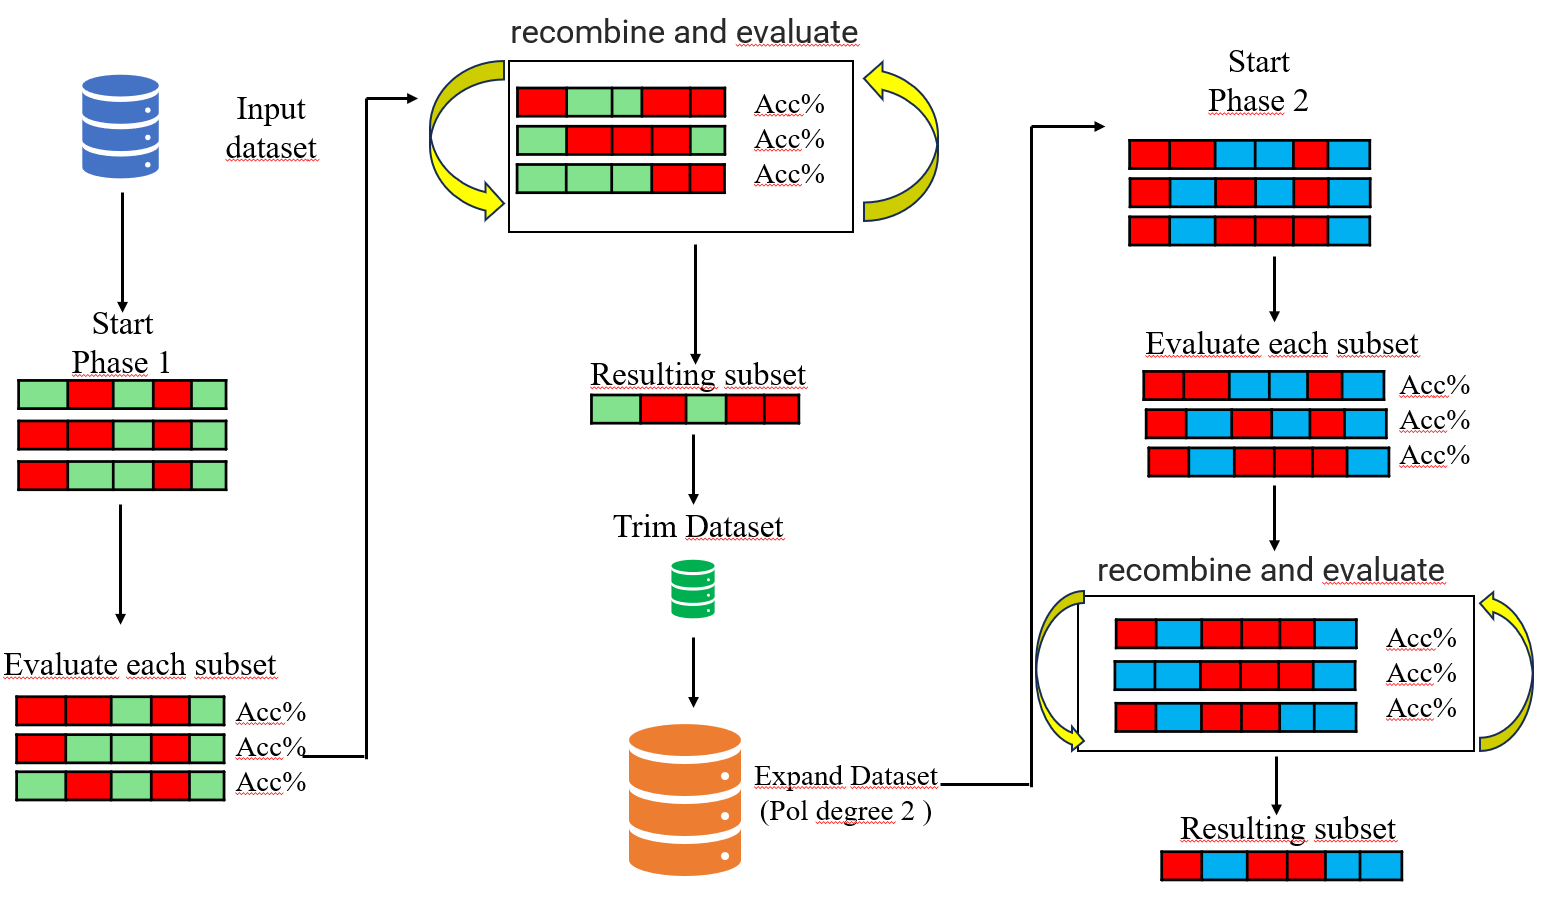 Input
dataset
Start
Phase 1
Evaluate each subset
Acc%
Acc%
Acc%
recombine and evaluate
Acc%
Acc%
Acc%
Resulting subset
Trim Dataset
Expand Dataset
(Pol degree 2 )
Start
Phase 2
Evaluate each subset
Acc%
Acc%
Acc%
recombine and evaluate
Acc%
Acc%
Acc%
Resulting subset